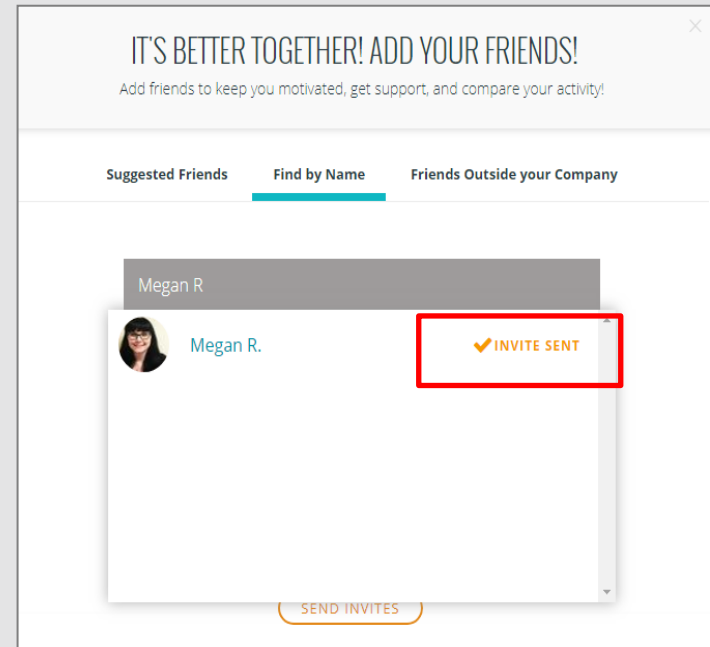 IT'S BETTER TOGETHER! ADD YOUR FRIENDS!
Add friends to keep you motivated, get support, and compare your activity!
Suggested Friends Find by Name Friends Outside your Company
Megan R
Megan R. INVITE SENT
SEND INVITES